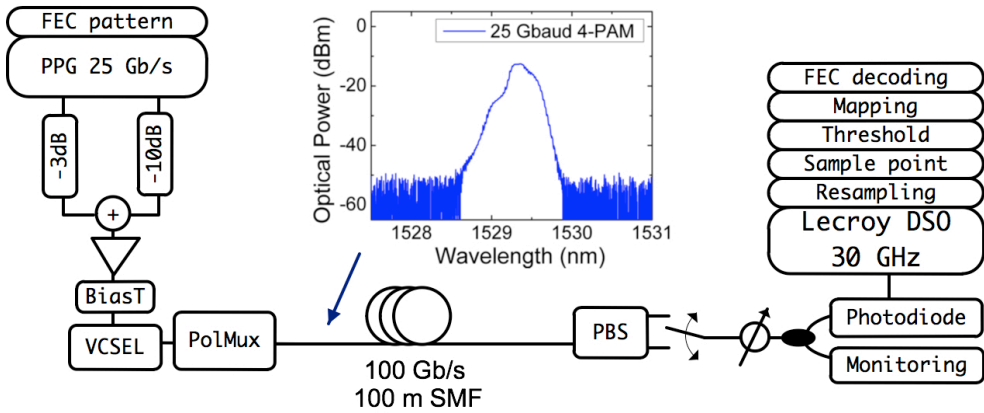 FEC pattern
PPG 25 Gb/s
-3dB
-10dB
+
BiasT
VCSEL
PolMux
25 Gbaud 4-PAM
Optical Power (dBm)
0
-20
-40
-60
1528
1529
1530
1531
Wavelength (nm)
100 Gb/s
100 m SMF
PBS
FEC decoding
Mapping
Threshold
Sample point
Resampling
Lecroy DSO
30 GHz
Photodiode
Monitoring